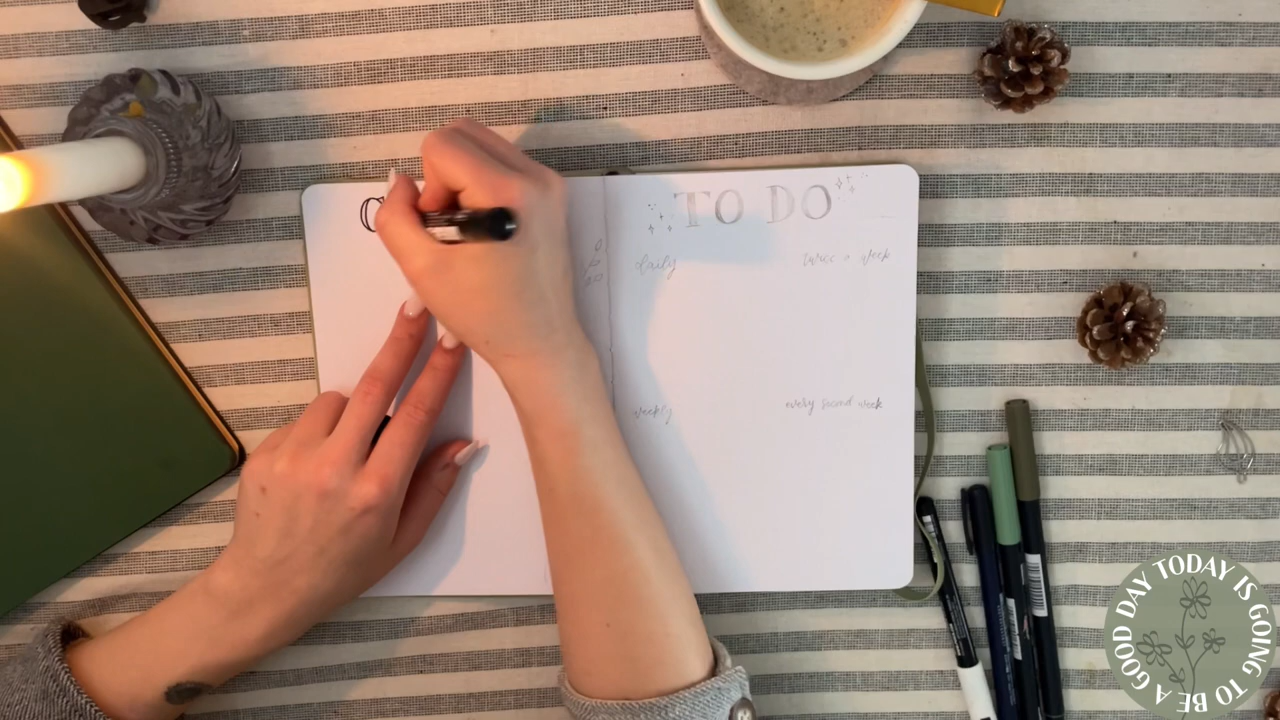 TO DO
daily
twice a week
weekly
every second week
TODAY IS GOING TO BE A GOOD DAY